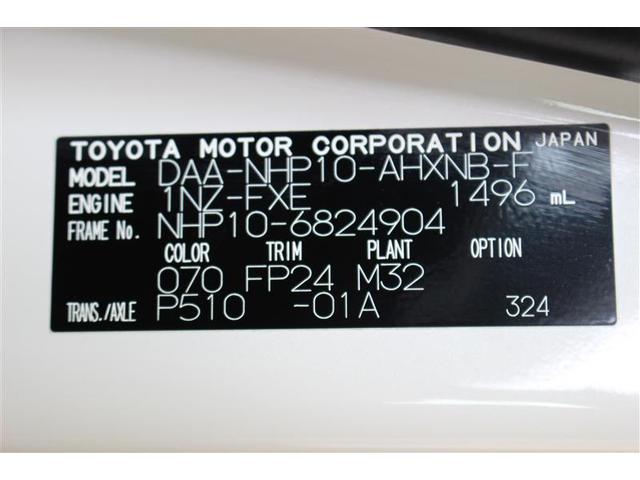 TOYOTA MOTOR CORPORATION JAPAN
MODEL DAA-NHP10-AHXNB-F
ENGINE 1NZ-FXE 1496 mL
FRAME No. NHP10-6824904
COLOR TRIM PLANT OPTION
070 FP24 M32
TRANS./AXLE P510 -01A 324